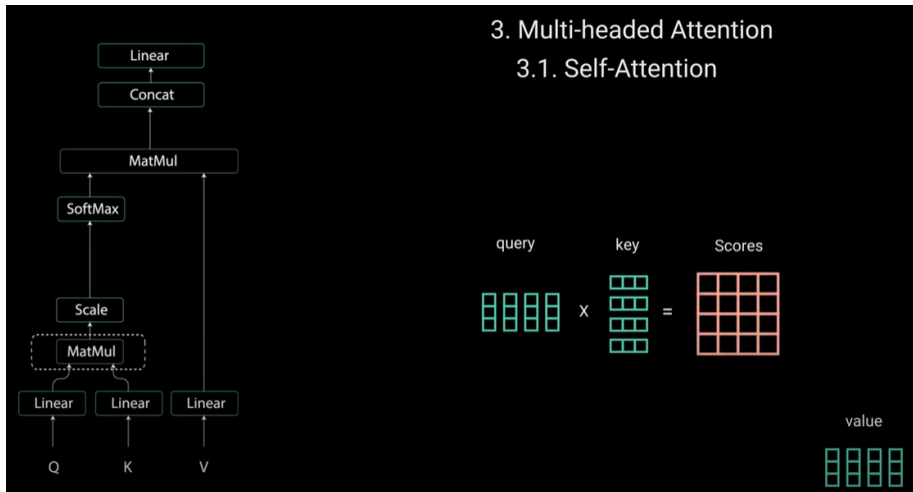 3. Multi-headed Attention
3.1. Self-Attention
Linear
Concat
MatMul
SoftMax
Scale
MatMul
Linear Linear Linear
Q K V
query key Scores
X =
value